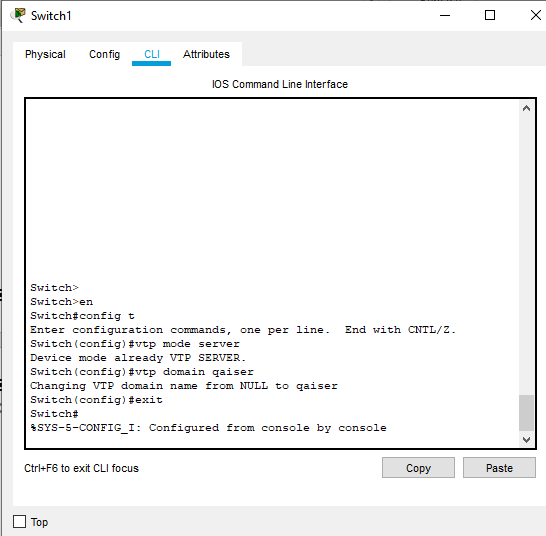 Switch1
Physical Config CLI Attributes
IOS Command Line Interface
Switch>
Switch>en
Switch#config t
Enter configuration commands, one per line.  End with CNTL/Z.
Switch(config)#vtp mode server
Device mode already VTP SERVER.
Switch(config)#vtp domain qaiser
Changing VTP domain name from NULL to qaiser
Switch(config)#exit
Switch#
%SYS-5-CONFIG_I: Configured from console by console
Ctrl+F6 to exit CLI focus Copy Paste
Top